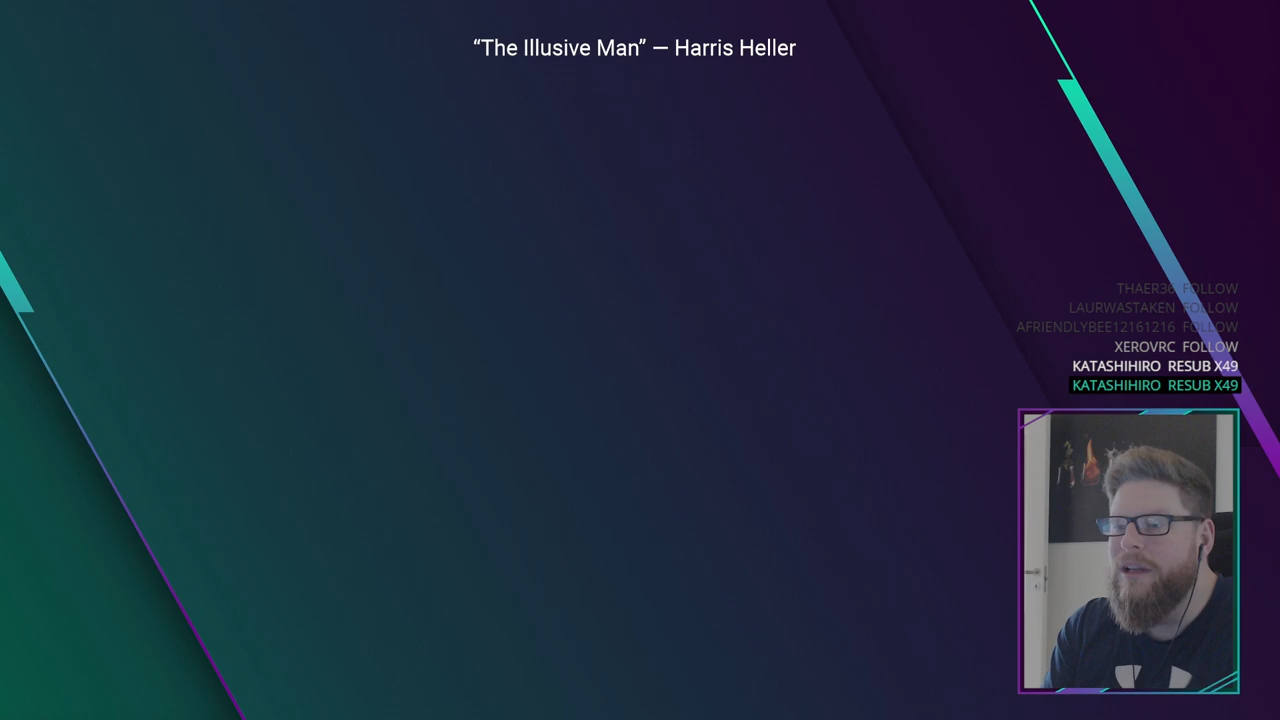 “The Illusive Man” — Harris Heller
THAER36 FOLLOW
LAURWASTAKEN FOLLOW
AFRIENDLYBEE12161216 FOLLOW
XEROVRC FOLLOW
KATASHIHIRO RESUB X49
KATASHIHIRO RESUB X49